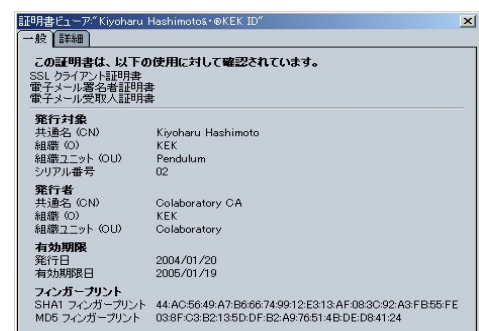 証明書ビューア:"Kiyoharu Hashimoto's KEK ID"
一般 詳細
この証明書は、以下の使用に対して確認されています。
SSL クライアント証明書
電子メール署名者証明書
電子メール受取人証明書
発行対象
共通名 (CN) Kiyoharu Hashimoto
組織 (O) KEK
組織ユニット (OU) Pendulum
シリアル番号 02
発行者
共通名 (CN) Colaboratory CA
組織 (O) KEK
組織ユニット (OU) Colaboratory
有効期限
発行日 2004/01/20
有効期限日 2005/01/19
フィンガープリント
SHA1 フィンガープリント 44:AC:56:49:A7:B6:66:74:99:12:E3:13:AF:08:3C:92:A3:FB:55:FE
MD5 フィンガープリント 03:8F:C3:B2:13:5D:DF:B2:A9:76:51:4B:DE:D8:41:24